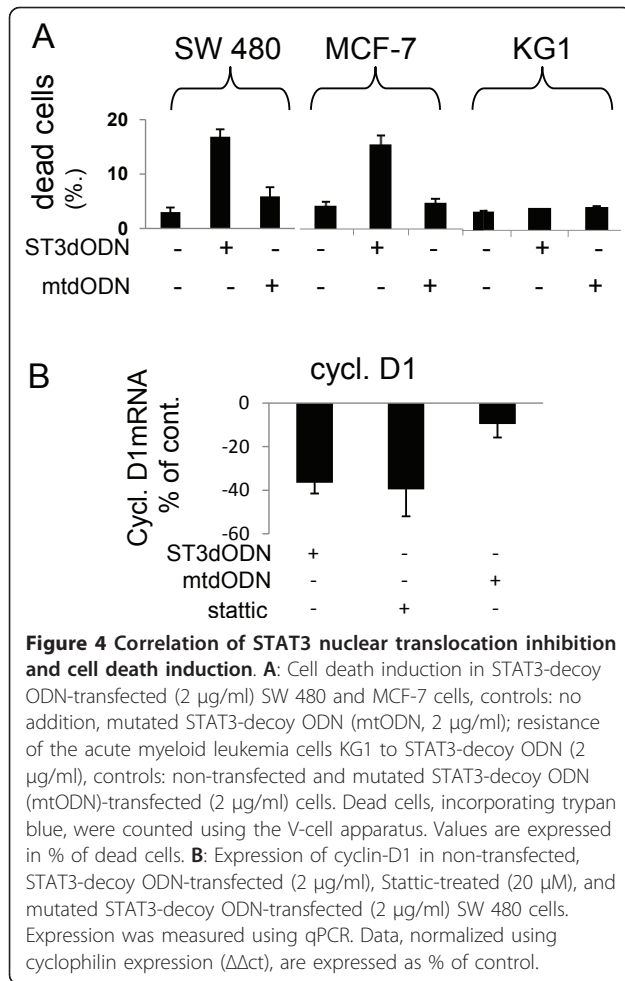 A
SW 480 MCF-7 KG1
dead cells
(%.)
20
10
0
ST3dODN - + - - + - - + -
mtdODN - - + - - + - - +
B
cycl. D1
Cycl. D1mRNA
% of cont.
0
-20
-40
-60
ST3dODN + - -
mtdODN - - +
stattic - + -
Figure 4 Correlation of STAT3 nuclear translocation inhibition
and cell death induction. A: Cell death induction in STAT3-decoy
ODN-transfected (2 μg/ml) SW 480 and MCF-7 cells, controls: no
addition, mutated STAT3-decoy ODN (mtODN, 2 μg/ml); resistance
of the acute myeloid leukemia cells KG1 to STAT3-decoy ODN (2
μg/ml), controls: non-transfected and mutated STAT3-decoy ODN
(mtODN)-transfected (2 μg/ml) cells. Dead cells, incorporating trypan
blue, were counted using the V-cell apparatus. Values are expressed
in % of dead cells. B: Expression of cyclin-D1 in non-transfected,
STAT3-decoy ODN-transfected (2 μg/ml), Stattic-treated (20 μM), and
mutated STAT3-decoy ODN-transfected (2 μg/ml) SW 480 cells.
Expression was measured using qPCR. Data, normalized using
cyclophilin expression (ΔΔct), are expressed as % of control.